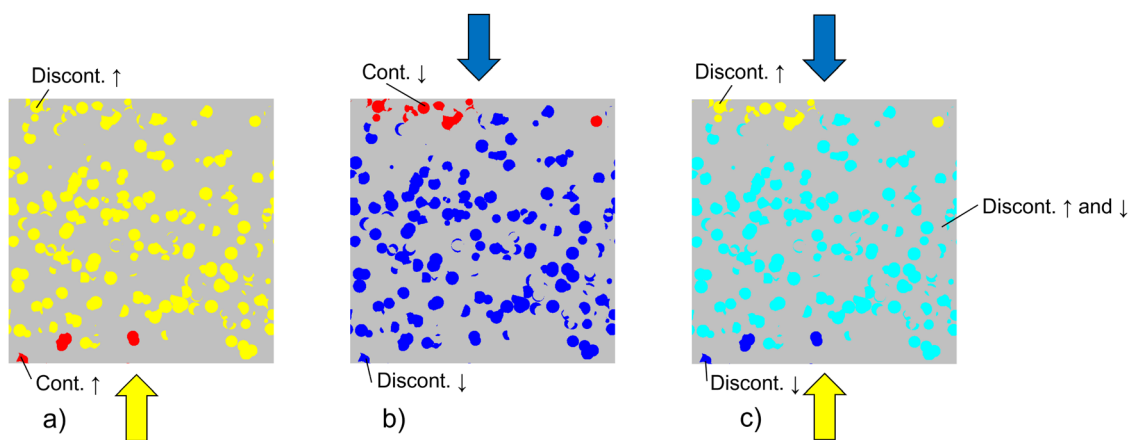 Discont. ↑
Cont. ↑
a)
Cont. ↓
Discont. ↓
b)
Discont. ↑
Discont. ↑ and ↓
Discont. ↓
c)